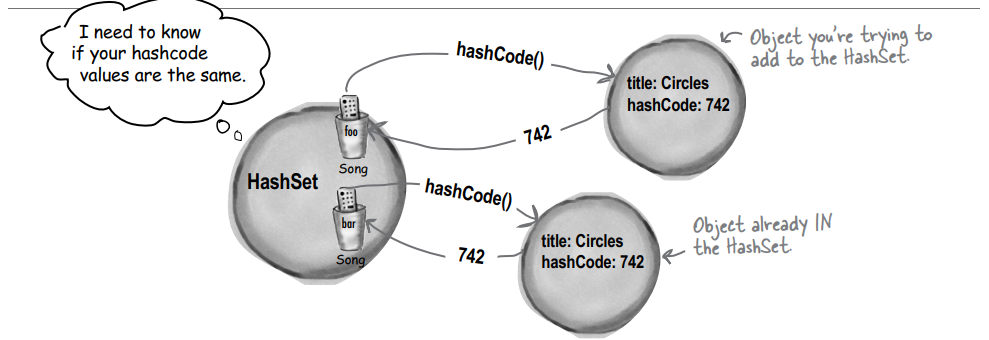 I need to know
if your hashcode
values are the same.
hashCode()
Object you're trying to
add to the HashSet.
title: Circles
hashCode: 742
foo
742
Song
HashSet
hashCode()
bar
Object already IN
the HashSet.
title: Circles
hashCode: 742
742
Song